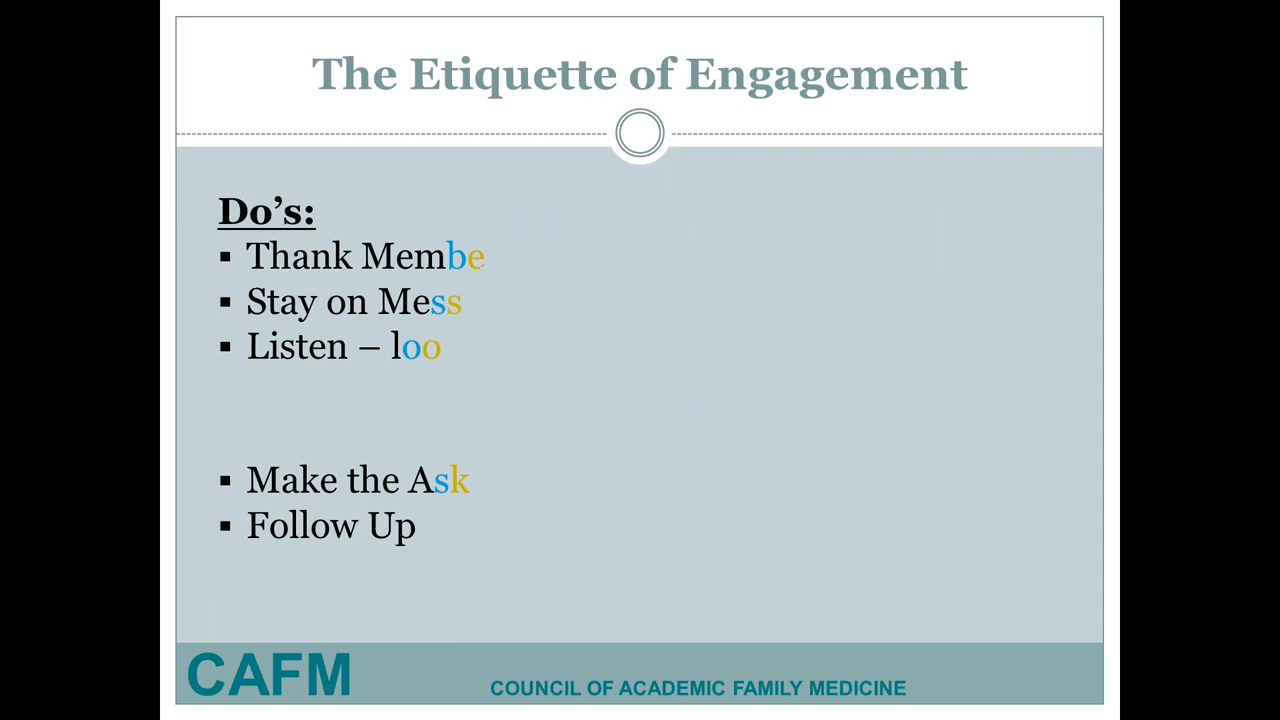 The Etiquette of Engagement
Do's:
▪ Thank Membe
▪ Stay on Mess
▪ Listen – loo
▪ Make the Ask
▪ Follow Up
CAFM
COUNCIL OF ACADEMIC FAMILY MEDICINE